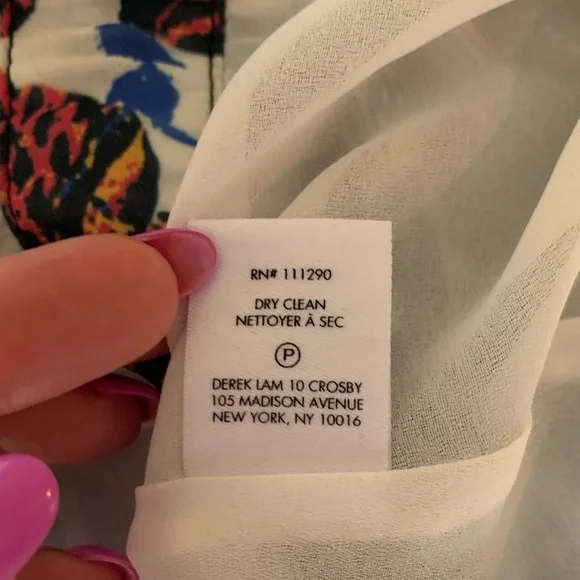 RN# 111290
DRY CLEAN
NETTOYER À SEC
P
DEREK LAM 10 CROSBY
105 MADISON AVENUE
NEW YORK, NY 10016